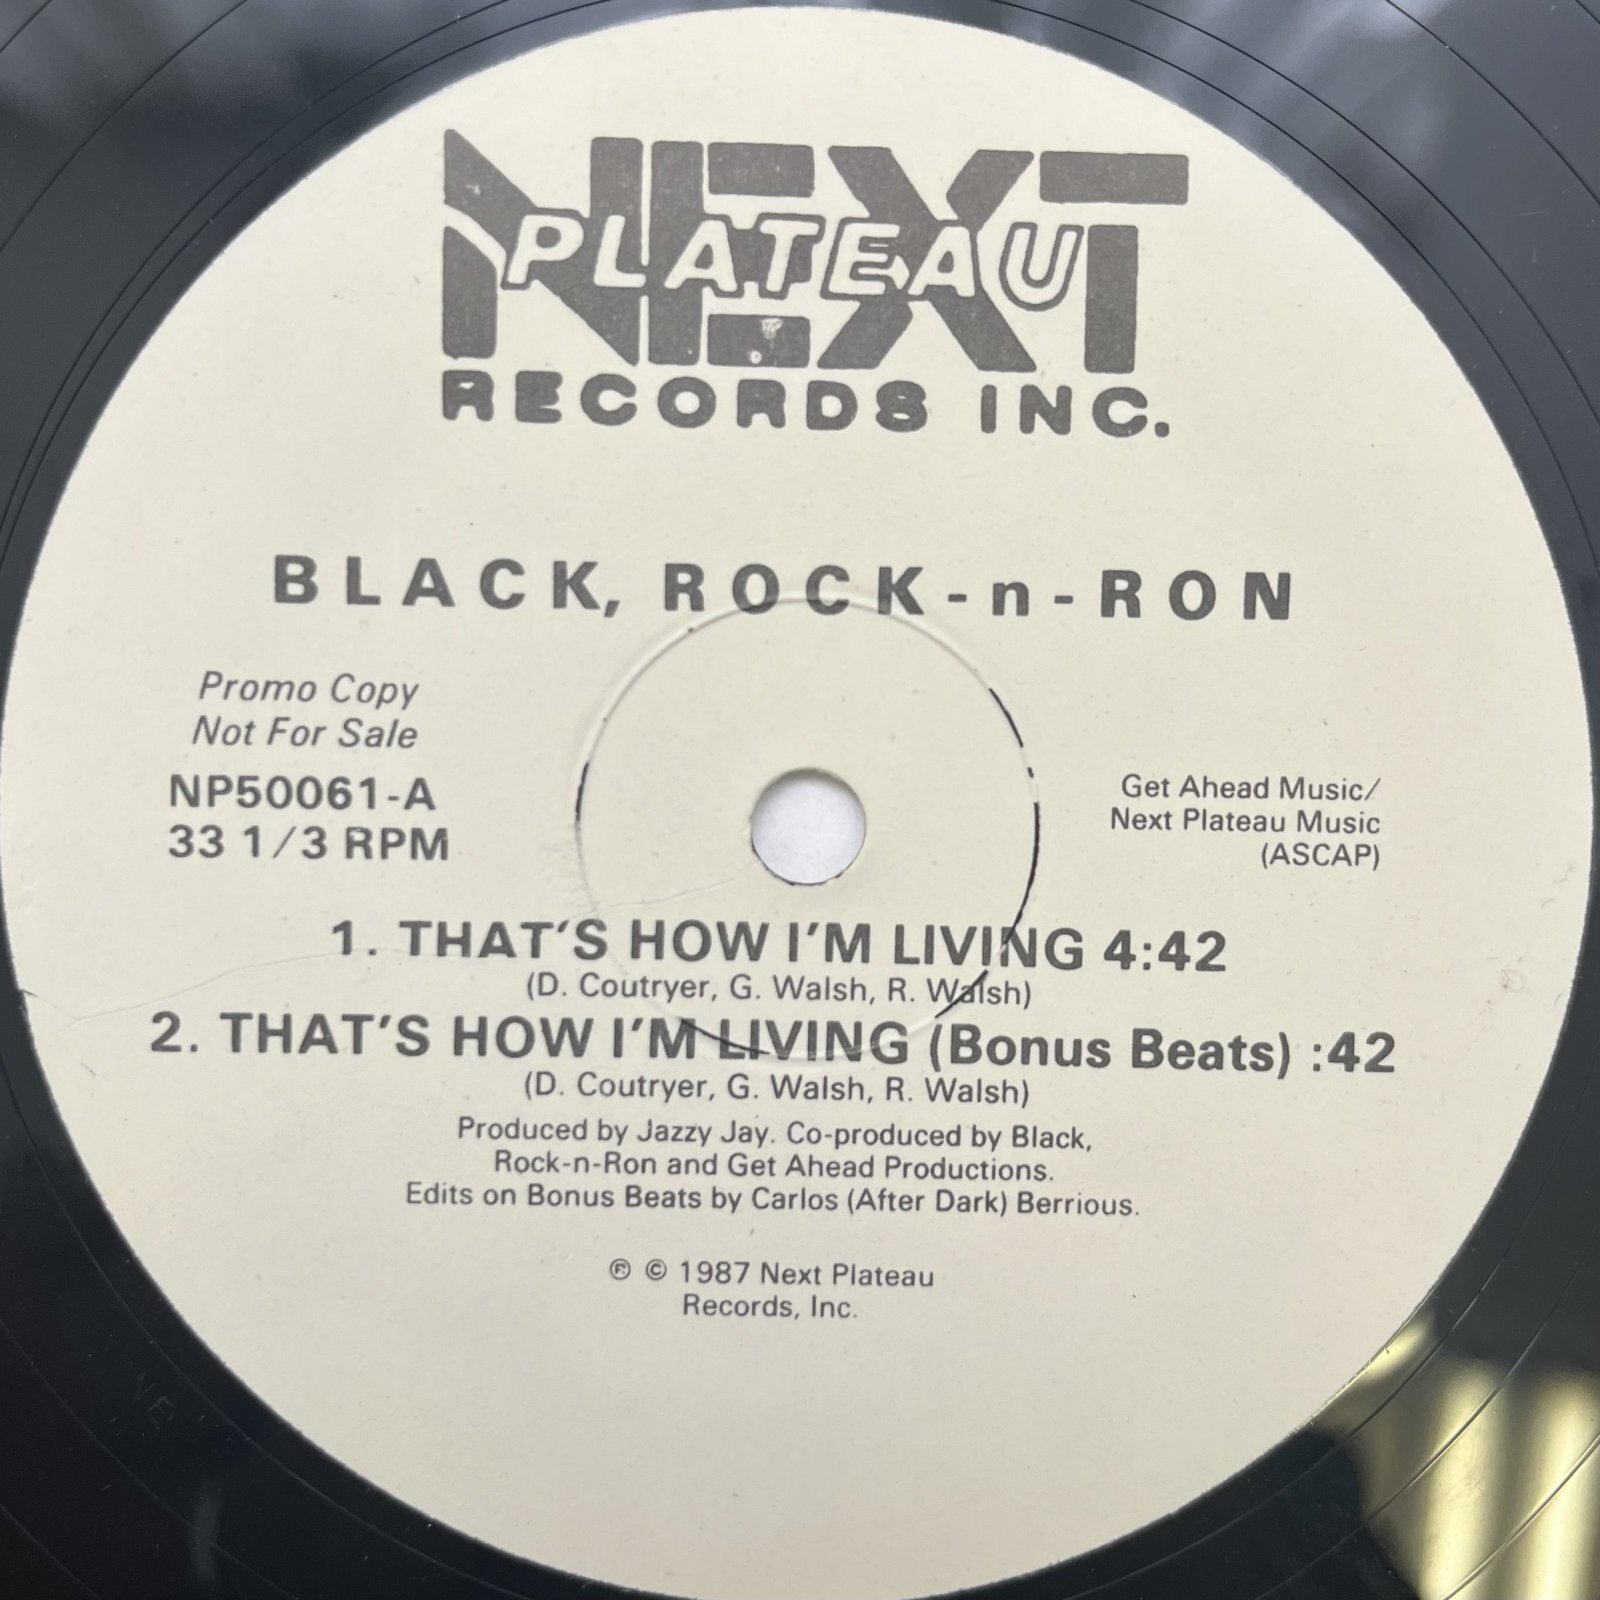 NEXT
PLATEAU
RECORDS INC.
BLACK, ROCK-n-RON
Promo Copy
Not For Sale
NP50061-A
33 1/3 RPM
Get Ahead Music/
Next Plateau Music
(ASCAP)
1. THAT'S HOW I'M LIVING 4:42
(D. Coutryer, G. Walsh, R. Walsh)
2. THAT'S HOW I'M LIVING (Bonus Beats) :42
(D. Coutryer, G. Walsh, R. Walsh)
Produced by Jazzy Jay. Co-produced by Black,
Rock-n-Ron and Get Ahead Productions.
Edits on Bonus Beats by Carlos (After Dark) Berrious.
℗ © 1987 Next Plateau
Records, Inc.